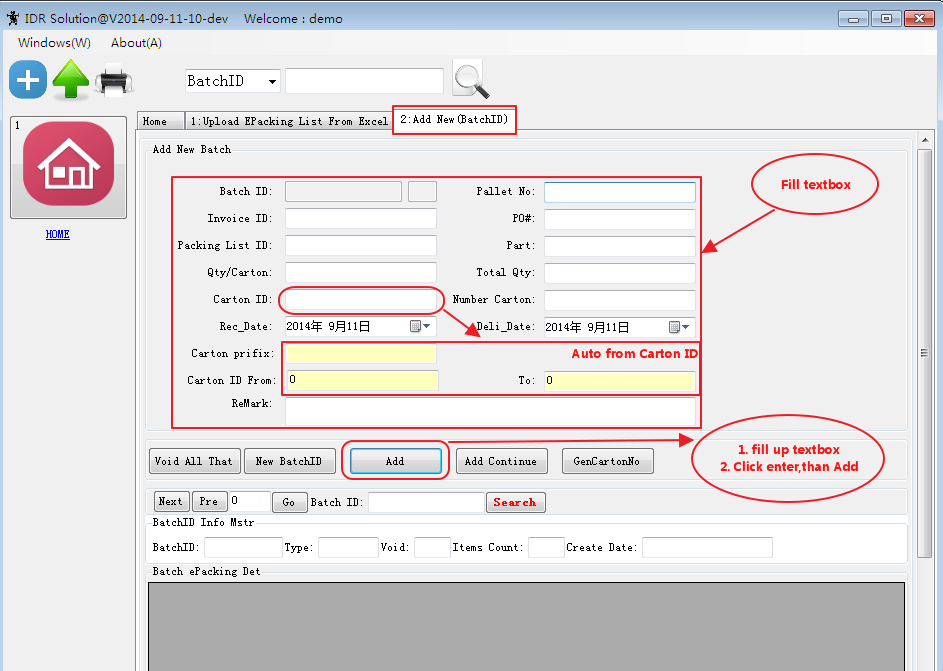 IDR Solution@V2014-09-11-10-dev Welcome : demo
Windows(W) About(A)
BatchID
1
HOME
Home 1:Upload EPacking List From Excel 2:Add New(BatchID)
Add New Batch
Batch ID: Pallet No:
Invoice ID: PO#:
Packing List ID: Part:
Qty/Carton: Total Qty:
Carton ID: Number Carton:
Rec_Date: 2014年 9月11日 Deli_Date: 2014年 9月11日
Carton prifix: Auto from Carton ID
Carton ID From: 0 To: 0
ReMark:
Fill textbox
Void All That New BatchID Add Add Continue GenCartonNo
1. fill up textbox
2. Click enter,than Add
Next Pre 0 Go Batch ID: Search
BatchID Info Mstr
BatchID: Type: Void: Items Count: Create Date:
Batch ePacking Det